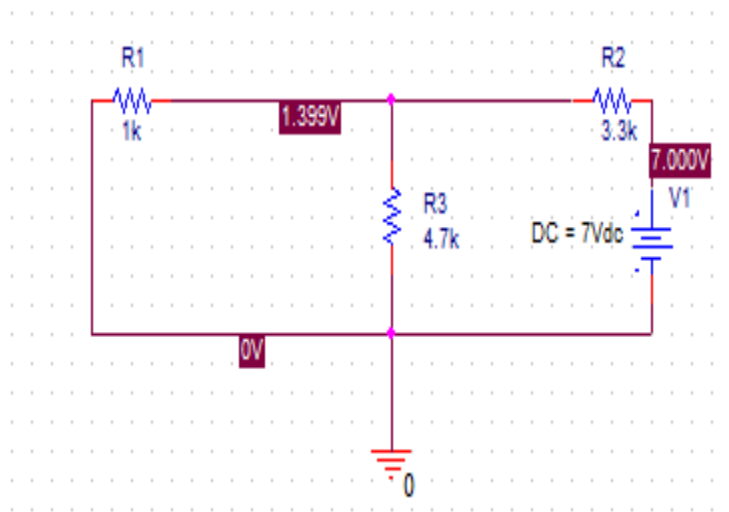 R1
R2
1.399V
1k
3.3k
7.000V
V1
R3
4.7k
DC = 7Vdc
0V
0